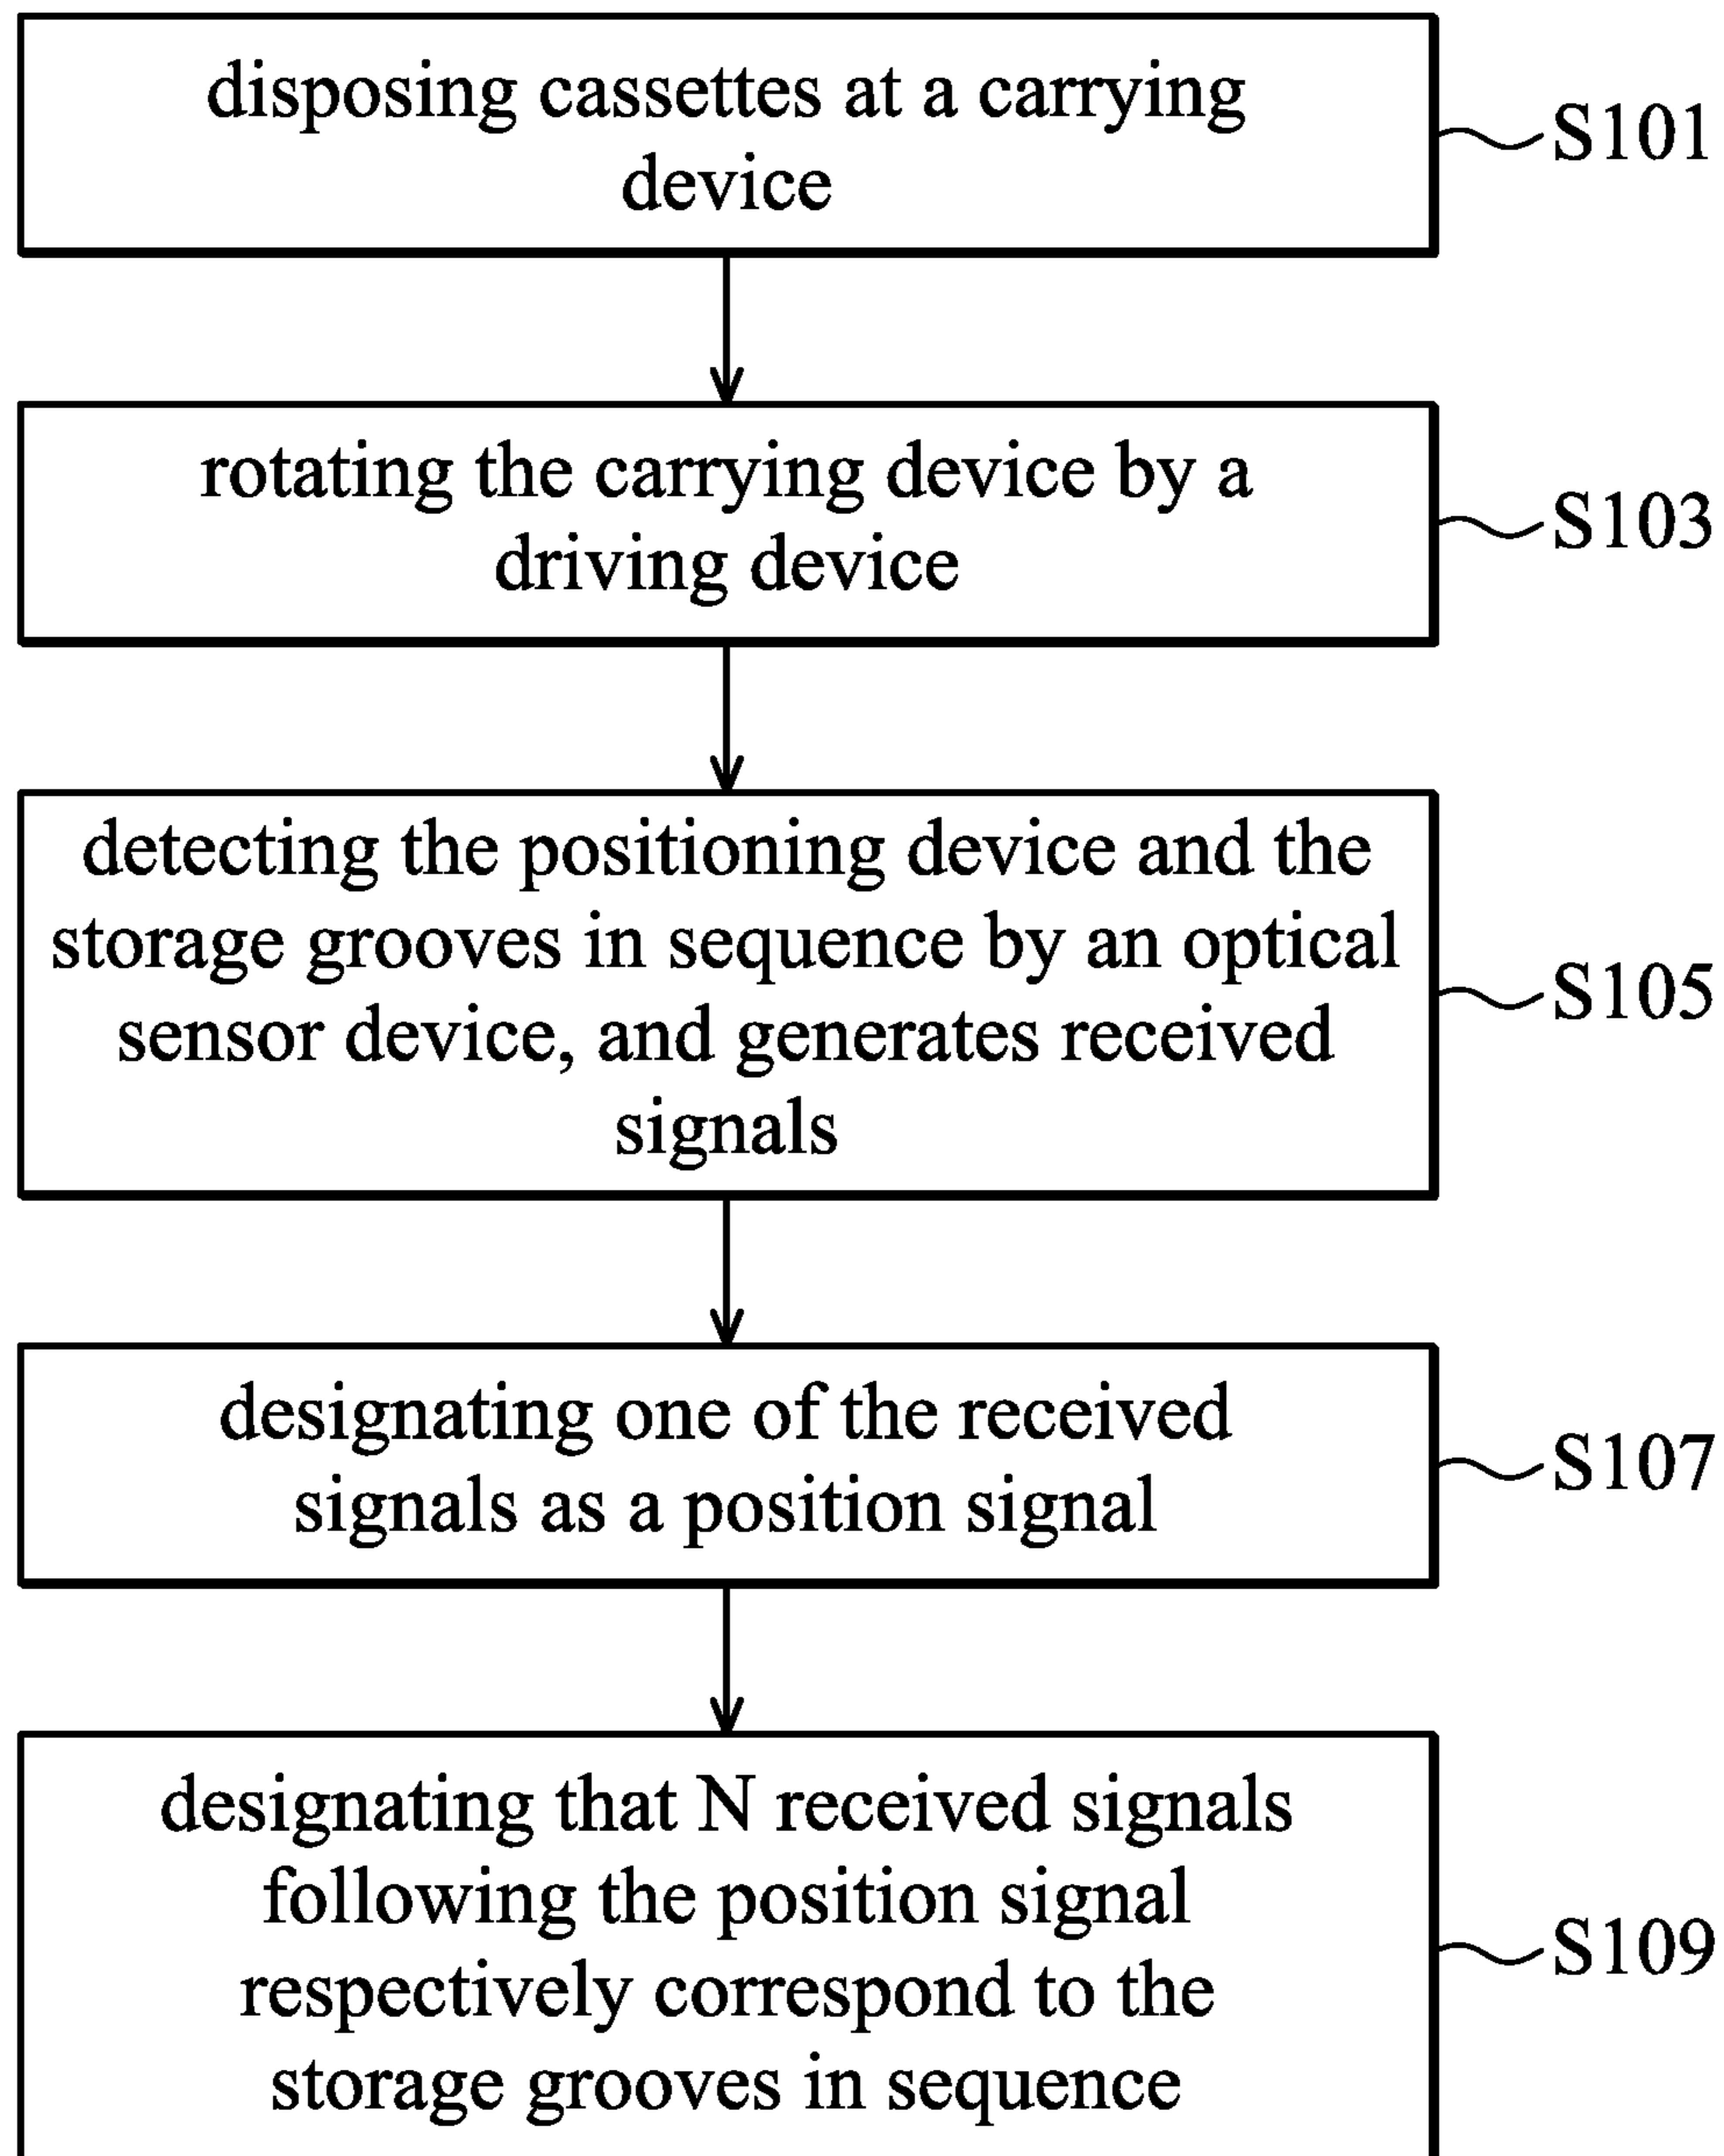 disposing cassettes at a carrying
device
S101
rotating the carrying device by a
driving device
S103
detecting the positioning device and the
storage grooves in sequence by an optical
sensor device, and generates received
signals
S105
designating one of the received
signals as a position signal
S107
designating that N received signals
following the position signal
respectively correspond to the
storage grooves in sequence
S109